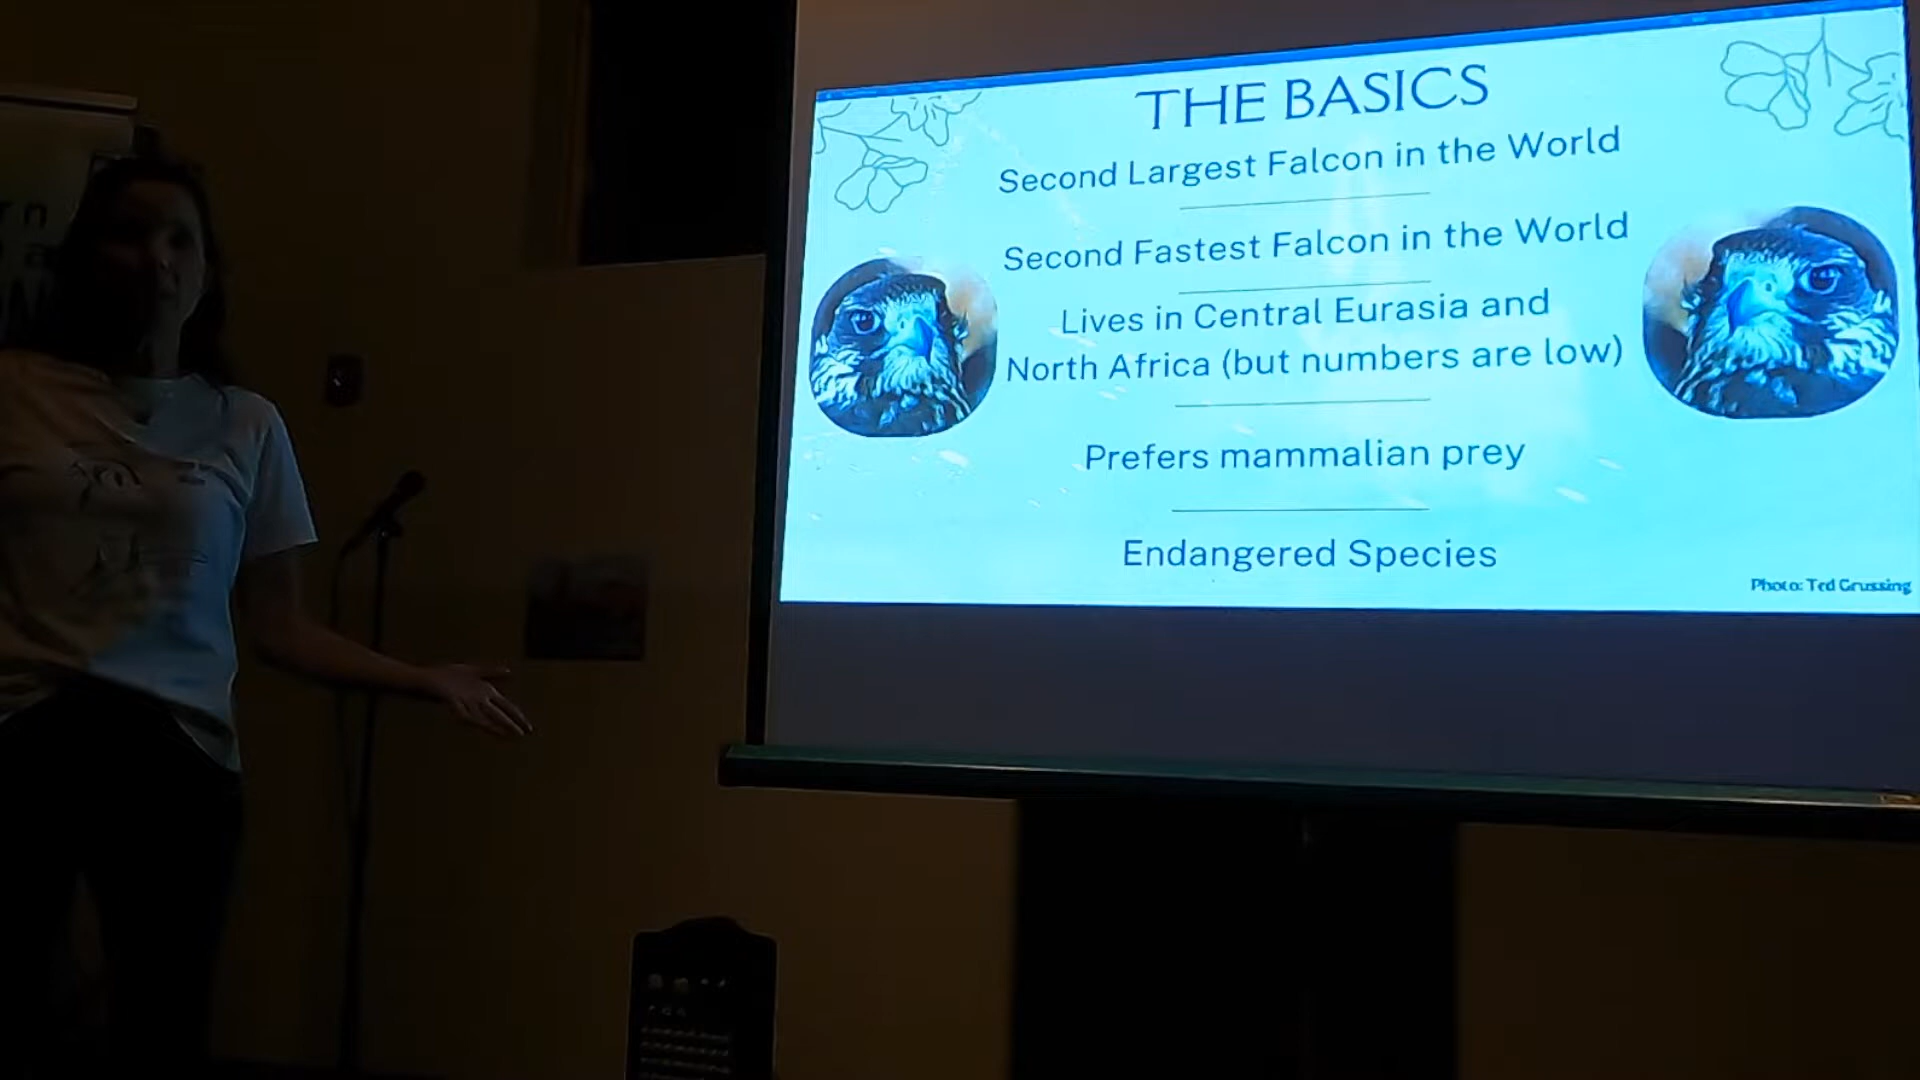 THE BASICS
Second Largest Falcon in the World
Second Fastest Falcon in the World
Lives in Central Eurasia and
North Africa (but numbers are low)
Prefers mammalian prey
Endangered Species
Photo: Ted Grussing